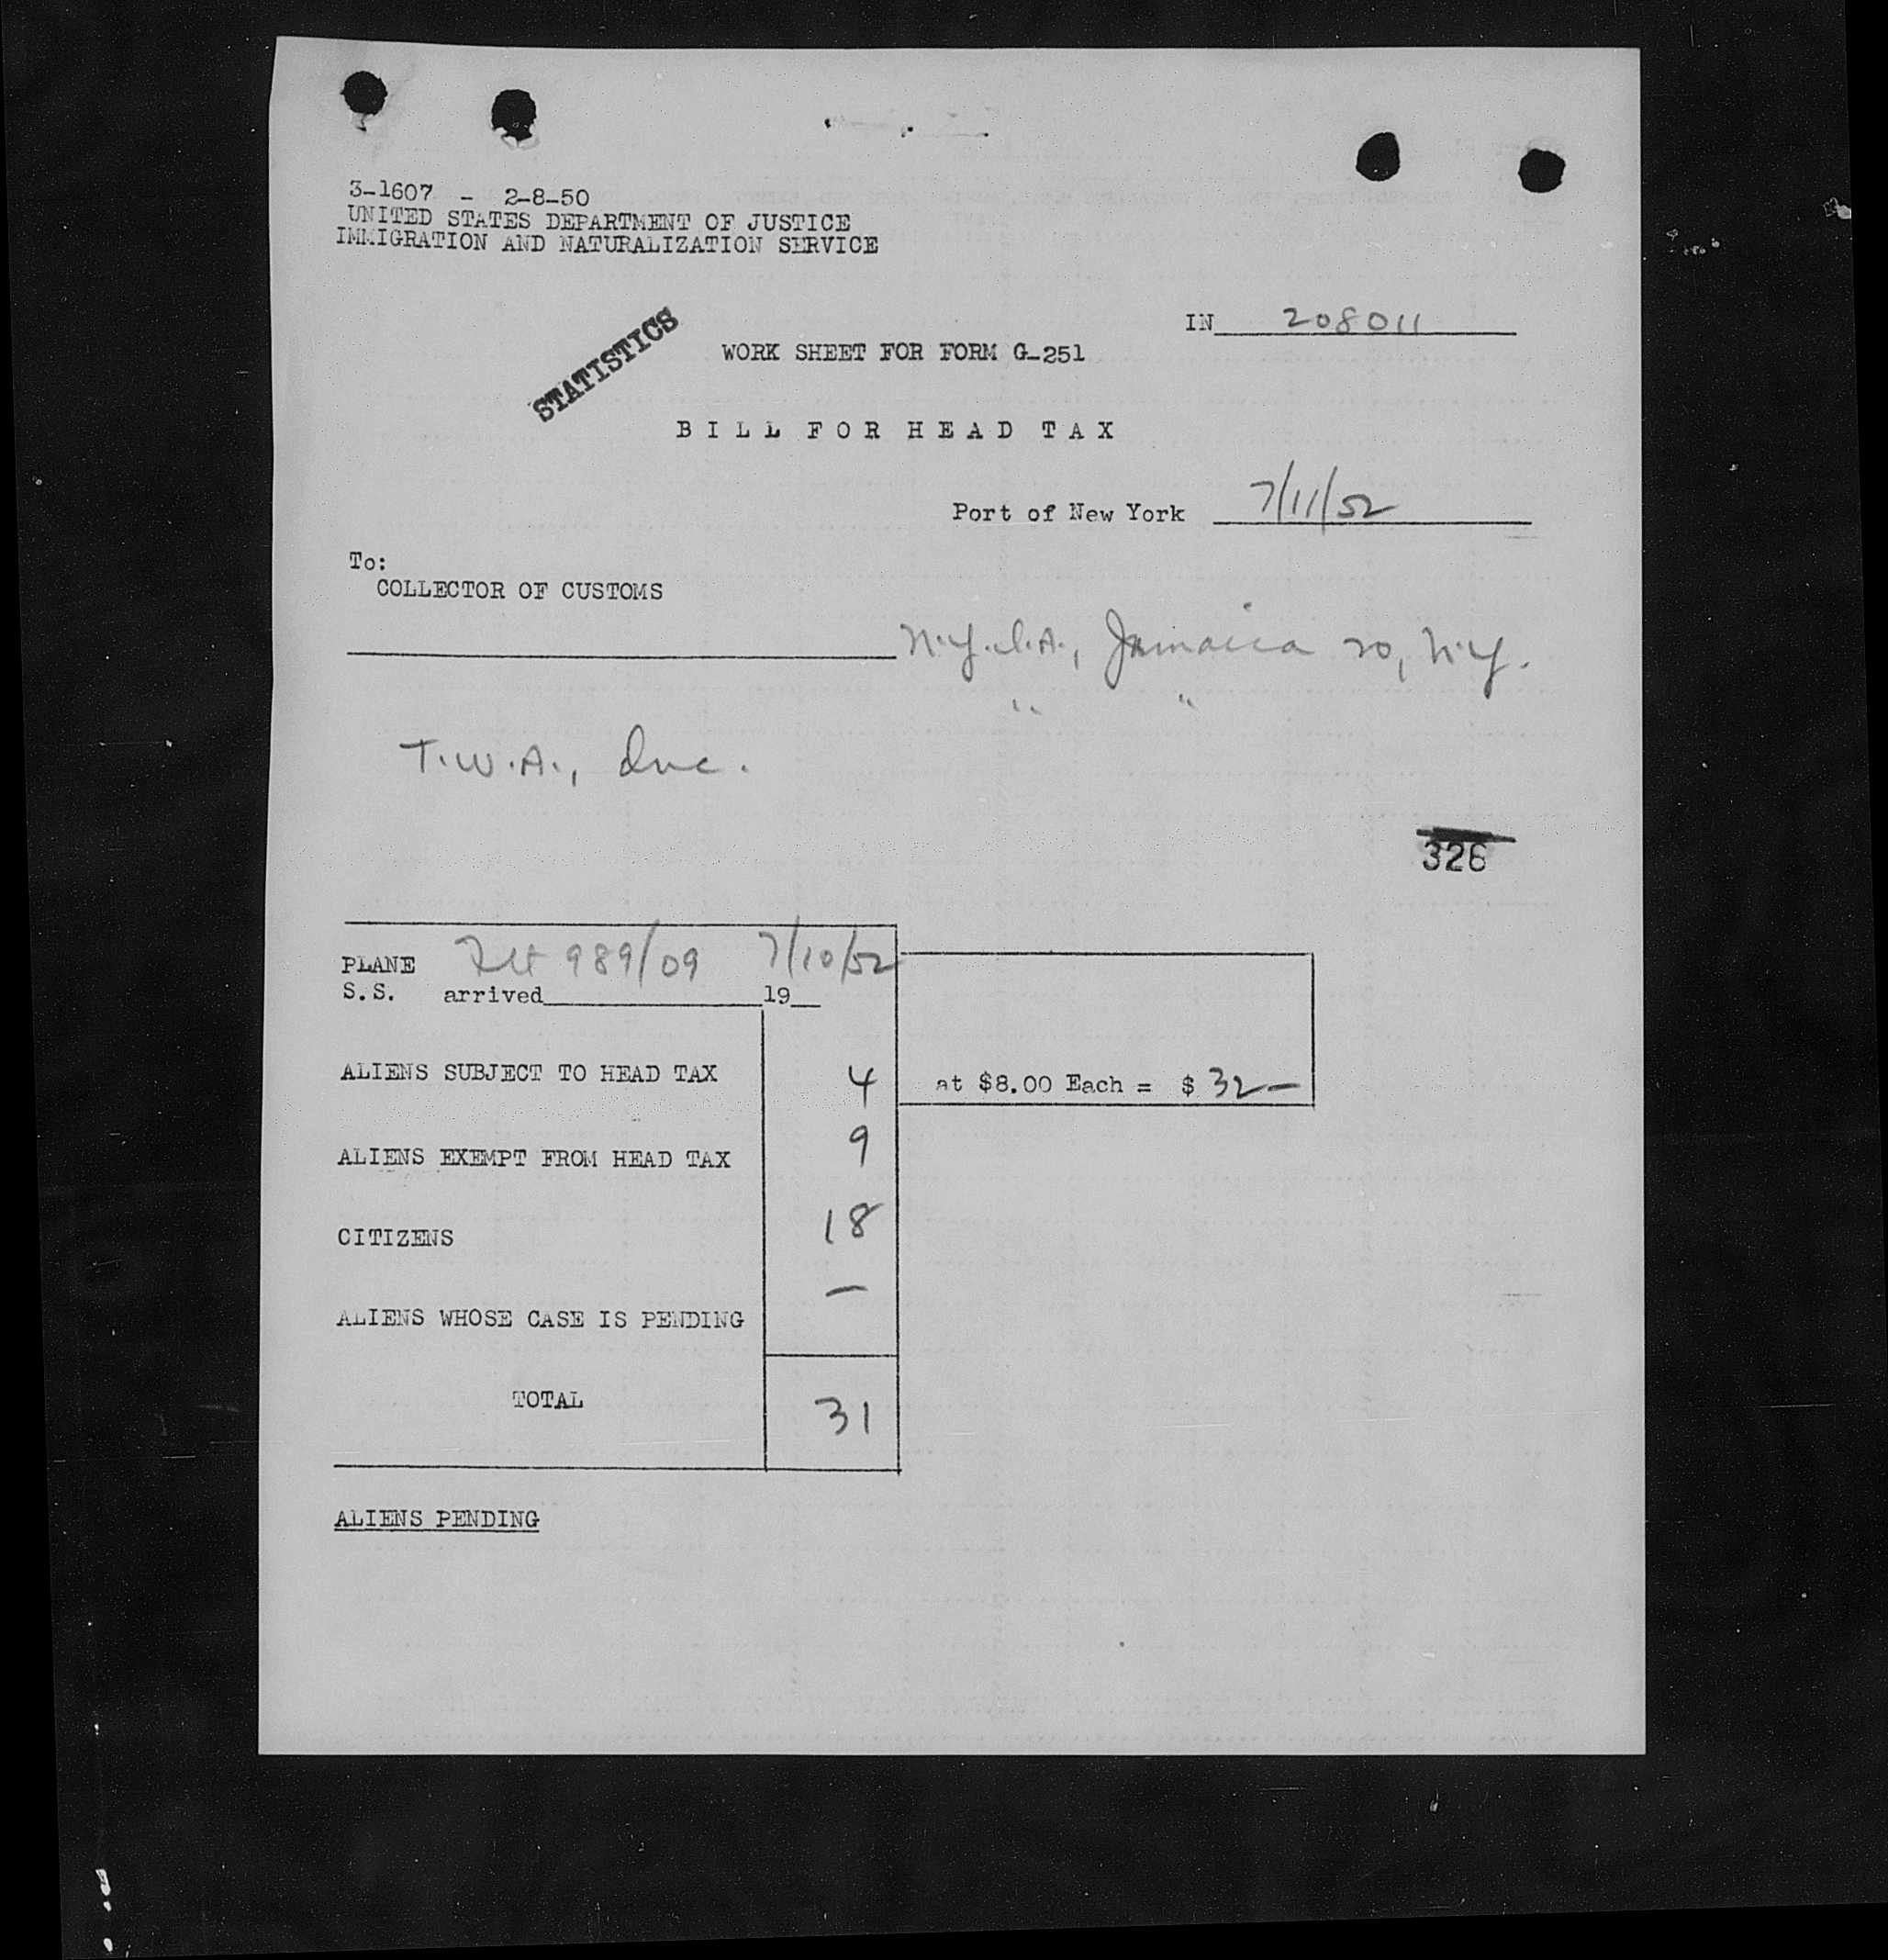 3-1607 - 2-8-50
UNITED STATES DEPARTMENT OF JUSTICE
IMMIGRATION AND NATURALIZATION SERVICE
IN 208011
STATISTICS
WORK SHEET FOR FORM G-251
BILL FOR HEAD TAX
Port of New York 7/11/52
To:
COLLECTOR OF CUSTOMS
N.Y.I.A., Jamaica 20, N.Y.
" "
T.W.A., Inc.
326
PLANE Flt 989/09 7/10/52
S.S. arrived 19
ALIENS SUBJECT TO HEAD TAX 4 at $8.00 Each = $ 32—
ALIENS EXEMPT FROM HEAD TAX 9
CITIZENS 18
ALIENS WHOSE CASE IS PENDING —
TOTAL 31
ALIENS PENDING